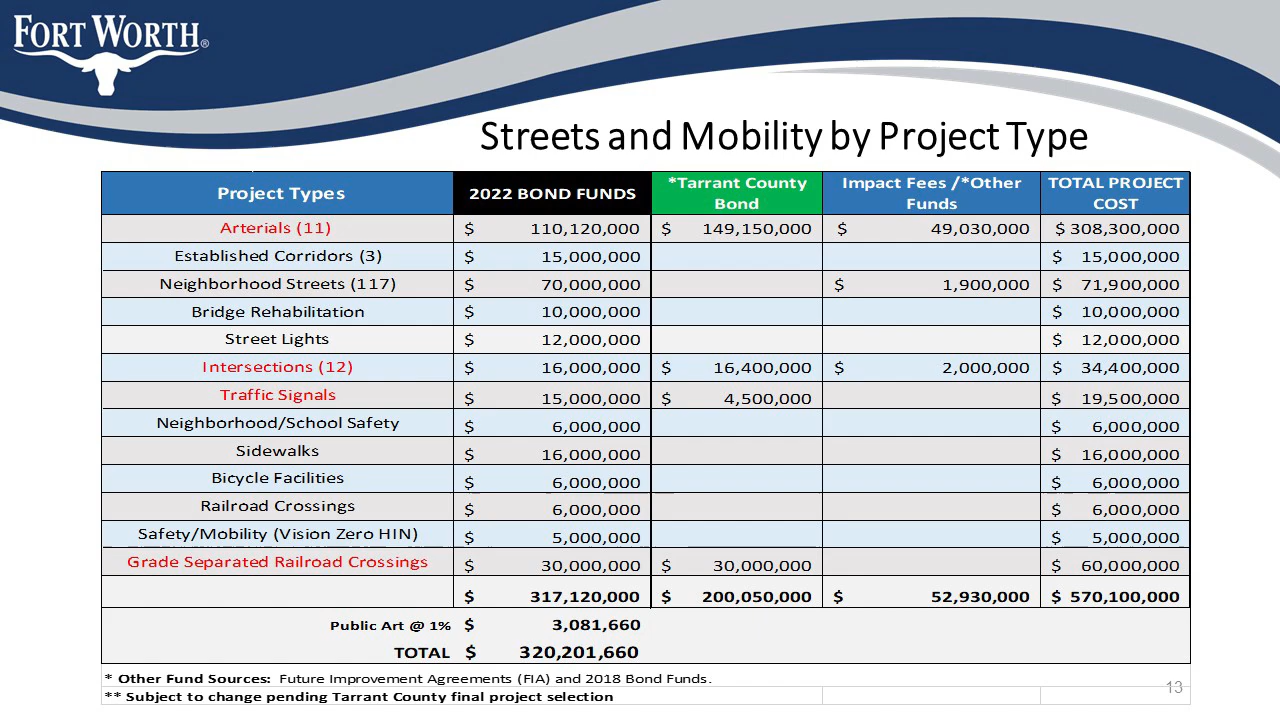 FORT WORTH®
Streets and Mobility by Project Type
Project Types 2022 BOND FUNDS *Tarrant County Bond Impact Fees /*Other Funds TOTAL PROJECT COST
Arterials (11) $ 110,120,000 $ 149,150,000 $ 49,030,000 $ 308,300,000
Established Corridors (3) $ 15,000,000 $ 15,000,000
Neighborhood Streets (117) $ 70,000,000 $ 1,900,000 $ 71,900,000
Bridge Rehabilitation $ 10,000,000 $ 10,000,000
Street Lights $ 12,000,000 $ 12,000,000
Intersections (12) $ 16,000,000 $ 16,400,000 $ 2,000,000 $ 34,400,000
Traffic Signals $ 15,000,000 $ 4,500,000 $ 19,500,000
Neighborhood/School Safety $ 6,000,000 $ 6,000,000
Sidewalks $ 16,000,000 $ 16,000,000
Bicycle Facilities $ 6,000,000 $ 6,000,000
Railroad Crossings $ 6,000,000 $ 6,000,000
Safety/Mobility (Vision Zero HIN) $ 5,000,000 $ 5,000,000
Grade Separated Railroad Crossings $ 30,000,000 $ 30,000,000 $ 60,000,000
$ 317,120,000 $ 200,050,000 $ 52,930,000 $ 570,100,000
Public Art @ 1% $ 3,081,660
TOTAL $ 320,201,660
* Other Fund Sources: Future Improvement Agreements (FIA) and 2018 Bond Funds.
** Subject to change pending Tarrant County final project selection
13